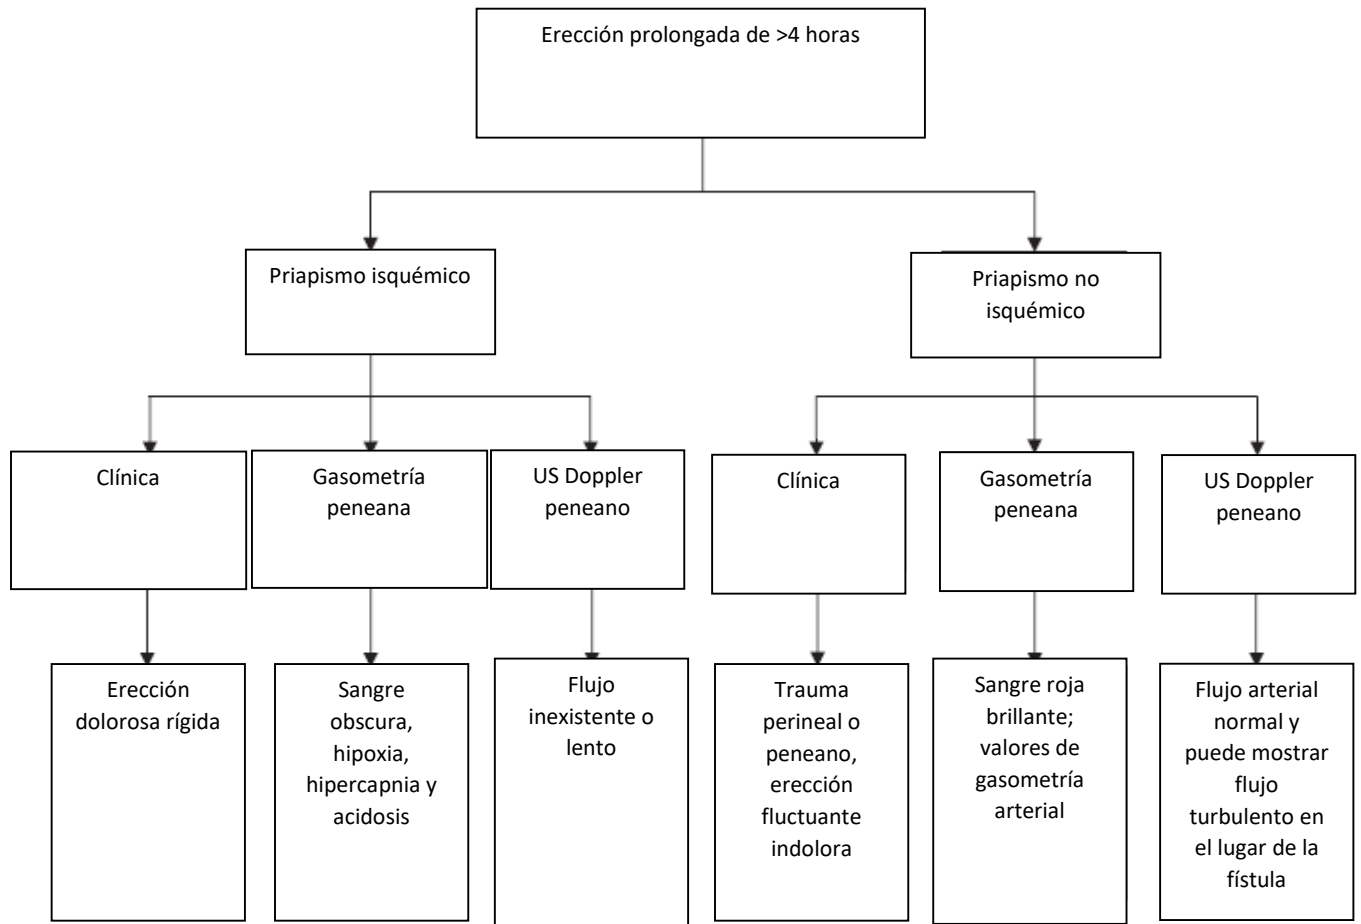 Erección prolongada de >4 horas
Priapismo isquémico
Priapismo no
isquémico
Clínica
Gasometría
peneana
US Doppler
peneano
Clínica
Gasometría
peneana
US Doppler
peneano
Erección
dolorosa rígida
Sangre
obscura,
hipoxia,
hipercapnia y
acidosis
Flujo
inexistente o
lento
Trauma
perineal o
peneano,
erección
fluctuante
indolora
Sangre roja
brillante;
valores de
gasometría
arterial
Flujo arterial
normal y
puede mostrar
flujo
turbulento en
el lugar de la
fístula